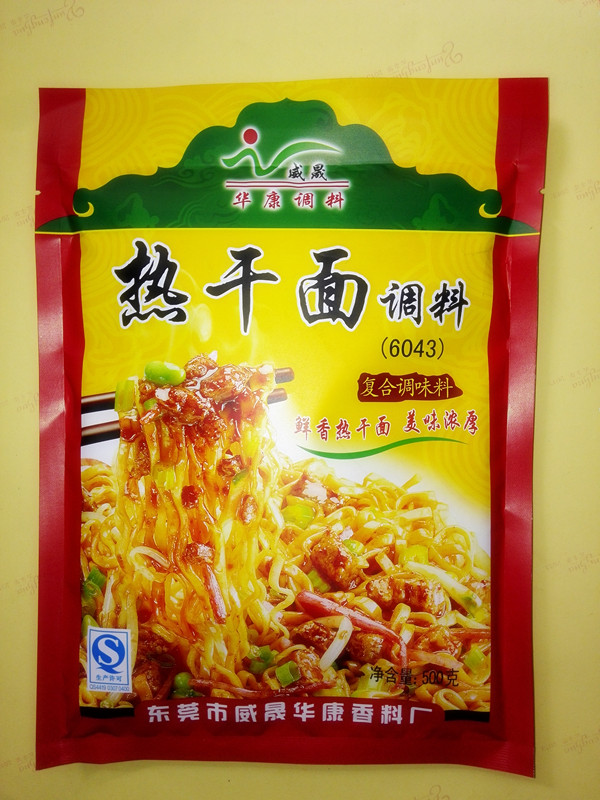 威晟
华康调料
热干面调料
(6043)
复合调味料
鲜香热干面 美味浓厚
生产许可
净含量:500克
东莞市威晟华康香料厂